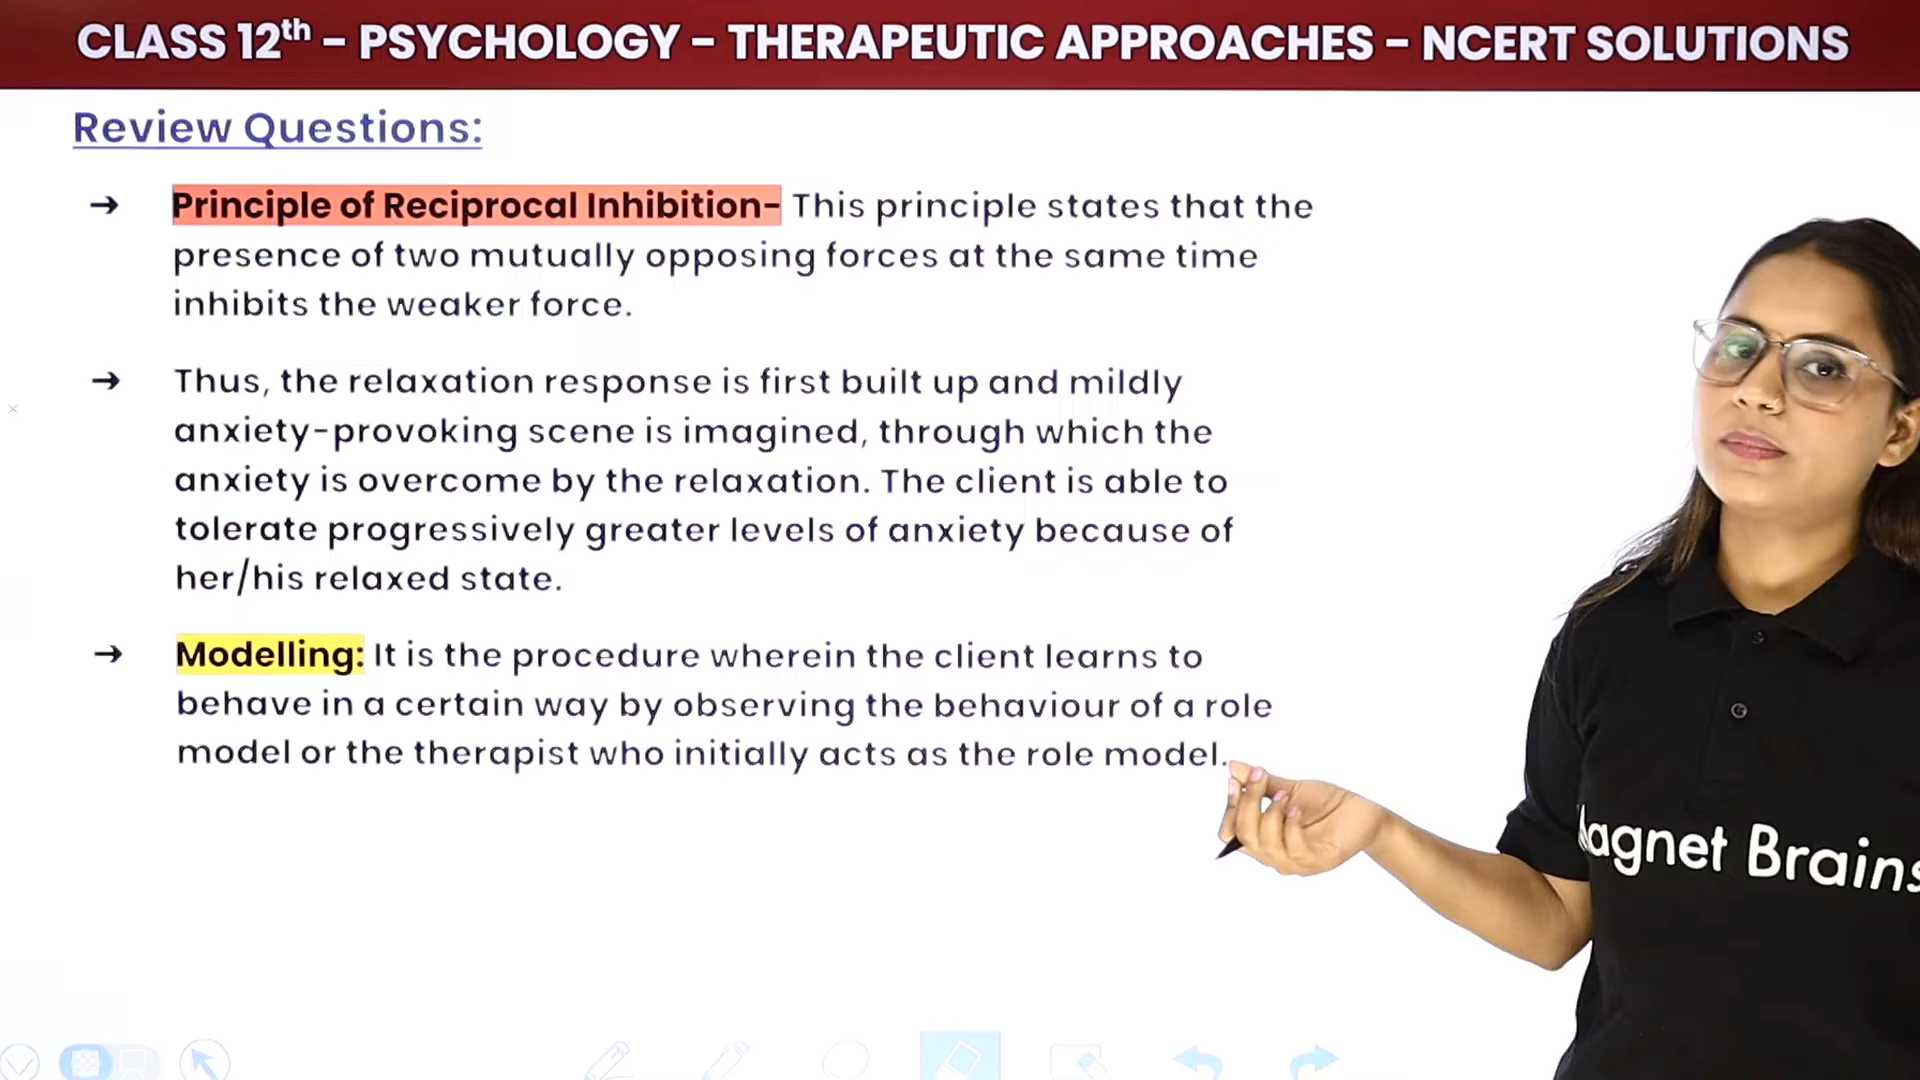 CLASS 12th - PSYCHOLOGY - THERAPEUTIC APPROACHES - NCERT SOLUTIONS
Review Questions:
→ Principle of Reciprocal Inhibition- This principle states that the
presence of two mutually opposing forces at the same time
inhibits the weaker force.
→ Thus, the relaxation response is first built up and mildly
anxiety-provoking scene is imagined, through which the
anxiety is overcome by the relaxation. The client is able to
tolerate progressively greater levels of anxiety because of
her/his relaxed state.
→ Modelling: It is the procedure wherein the client learns to
behave in a certain way by observing the behaviour of a role
model or the therapist who initially acts as the role model.
agnet Brains